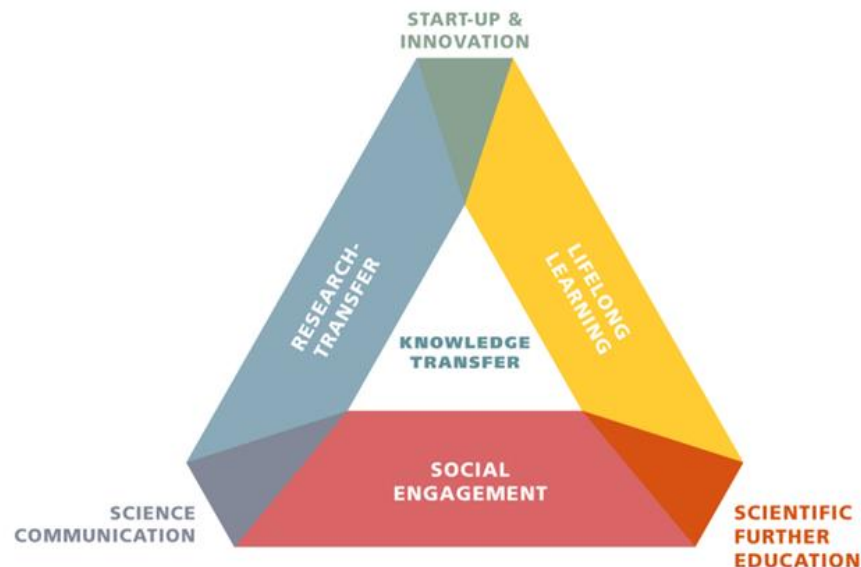 START-UP &
INNOVATION
RESEARCH-
TRANSFER
LIFELONG
LEARNING
KNOWLEDGE
TRANSFER
SOCIAL
ENGAGEMENT
SCIENCE
COMMUNICATION
SCIENTIFIC
FURTHER
EDUCATION